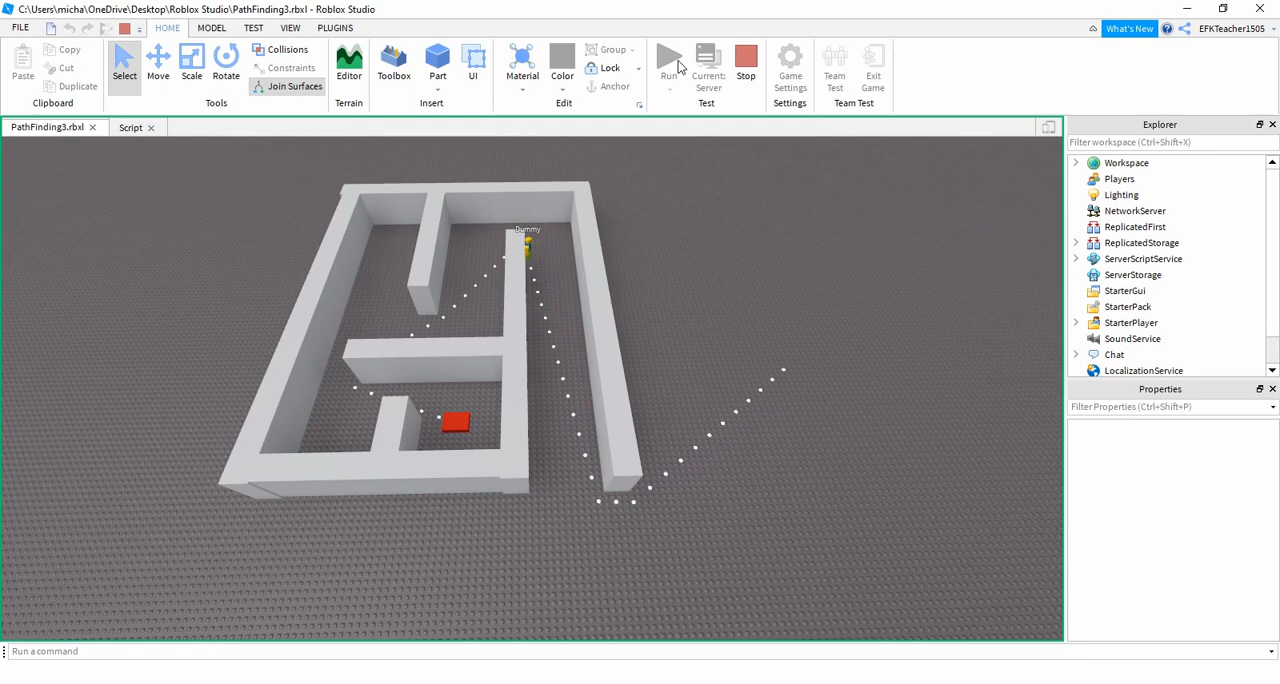 C:\Users\micha\OneDrive\Desktop\Roblox Studio\PathFinding3.rbxl - Roblox Studio
FILE HOME MODEL TEST VIEW PLUGINS What's New EFKTeacher1505
Paste Copy Cut Duplicate
Clipboard
Select Move Scale Rotate Collisions Constraints Join Surfaces
Tools
Editor
Terrain
Toolbox Part UI
Insert
Material Color Group Lock Anchor
Edit
Run Current: Server Stop
Test
Game Settings
Settings
Team Test Exit Game
Team Test
PathFinding3.rbxl Script
Dummy
Explorer
Filter workspace (Ctrl+Shift+X)
Workspace
Players
Lighting
NetworkServer
ReplicatedFirst
ReplicatedStorage
ServerScriptService
ServerStorage
StarterGui
StarterPack
StarterPlayer
SoundService
Chat
LocalizationService
Properties
Filter Properties (Ctrl+Shift+P)
Run a command